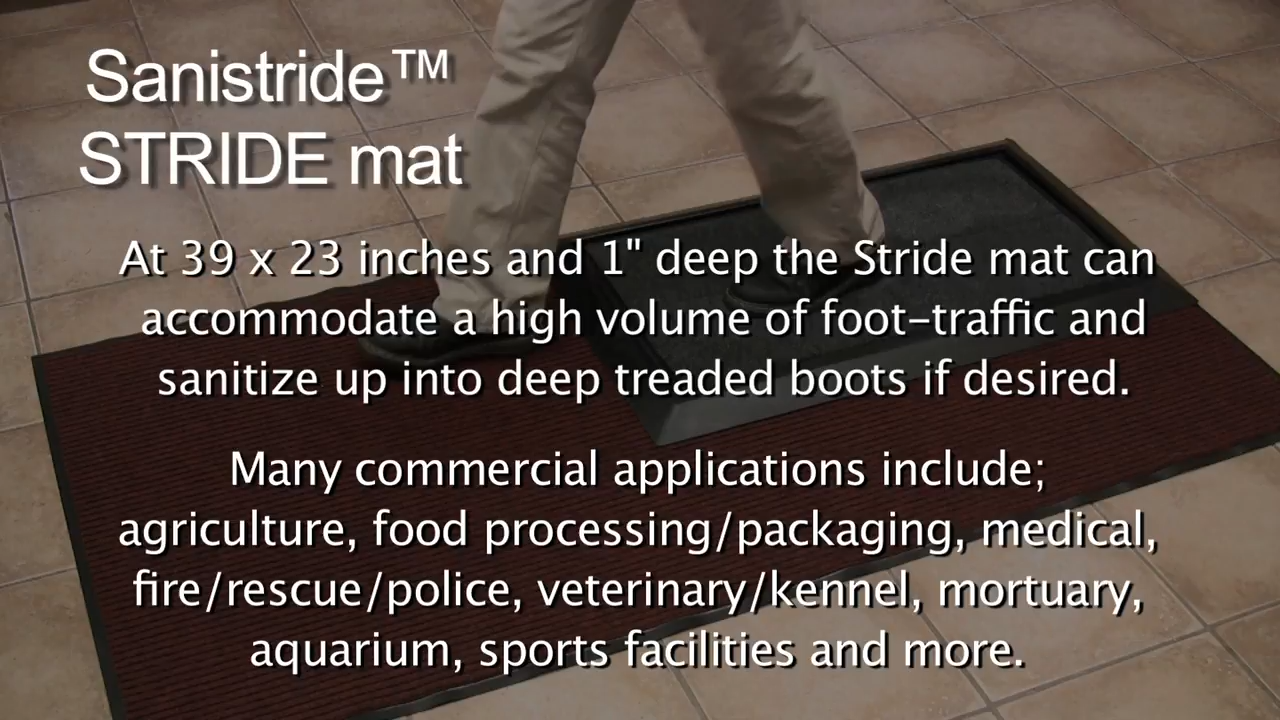 Sanistride™
STRIDE mat
At 39 x 23 inches and 1" deep the Stride mat can
accommodate a high volume of foot-traffic and
sanitize up into deep treaded boots if desired.
Many commercial applications include;
agriculture, food processing/packaging, medical,
fire/rescue/police, veterinary/kennel, mortuary,
aquarium, sports facilities and more.